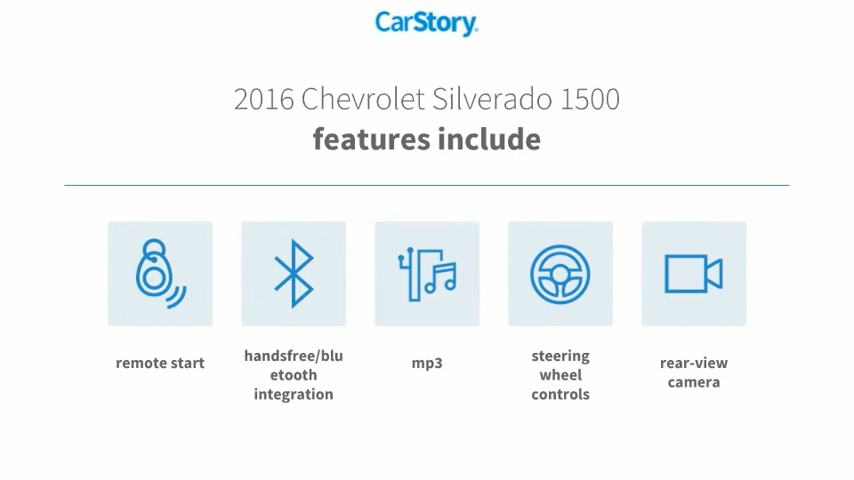 CarStory
2016 Chevrolet Silverado 1500
features include
remote start
handsfree/blu
etooth
integration
mp3
steering
wheel
controls
rear-view
camera